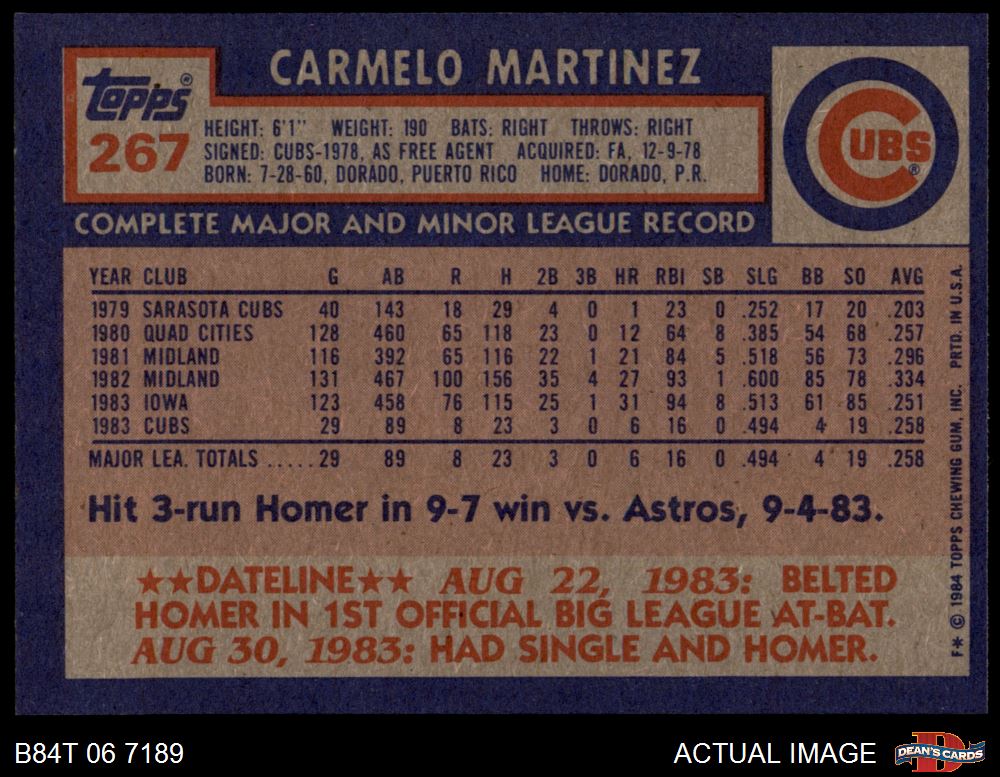 CARMELO MARTINEZ
Topps®
267
HEIGHT: 6'1" WEIGHT: 190 BATS: RIGHT THROWS: RIGHT
SIGNED: CUBS-1978, AS FREE AGENT ACQUIRED: FA, 12-9-78
BORN: 7-28-60, DORADO, PUERTO RICO HOME: DORADO, P.R.
CUBS®
COMPLETE MAJOR AND MINOR LEAGUE RECORD
YEAR CLUB G AB R H 2B 3B HR RBI SB SLG BB SO AVG
1979 SARASOTA CUBS 40 143 18 29 4 0 1 23 0 .252 17 20 .203
1980 QUAD CITIES 128 460 65 118 23 0 12 64 8 .385 54 68 .257
1981 MIDLAND 116 392 65 116 22 1 21 84 5 .518 56 73 .296
1982 MIDLAND 131 467 100 156 35 4 27 93 1 .600 85 78 .334
1983 IOWA 123 458 76 115 25 1 31 94 8 .513 61 85 .251
1983 CUBS 29 89 8 23 3 0 6 16 0 .494 4 19 .258
MAJOR LEA. TOTALS .....29 89 8 23 3 0 6 16 0 .494 4 19 .258
Hit 3-run Homer in 9-7 win vs. Astros, 9-4-83.
★★DATELINE★★ AUG 22, 1983: BELTED
HOMER IN 1ST OFFICIAL BIG LEAGUE AT-BAT.
AUG 30, 1983: HAD SINGLE AND HOMER.
F* © 1984 TOPPS CHEWING GUM, INC. PRTD. IN U.S.A.
B84T 06 7189
ACTUAL IMAGE
DEAN'S CARDS